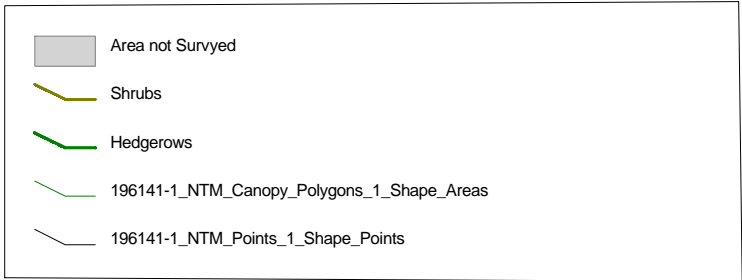 Area not Survyed
Shrubs
Hedgerows
196141-1_NTM_Canopy_Polygons_1_Shape_Areas
196141-1_NTM_Points_1_Shape_Points